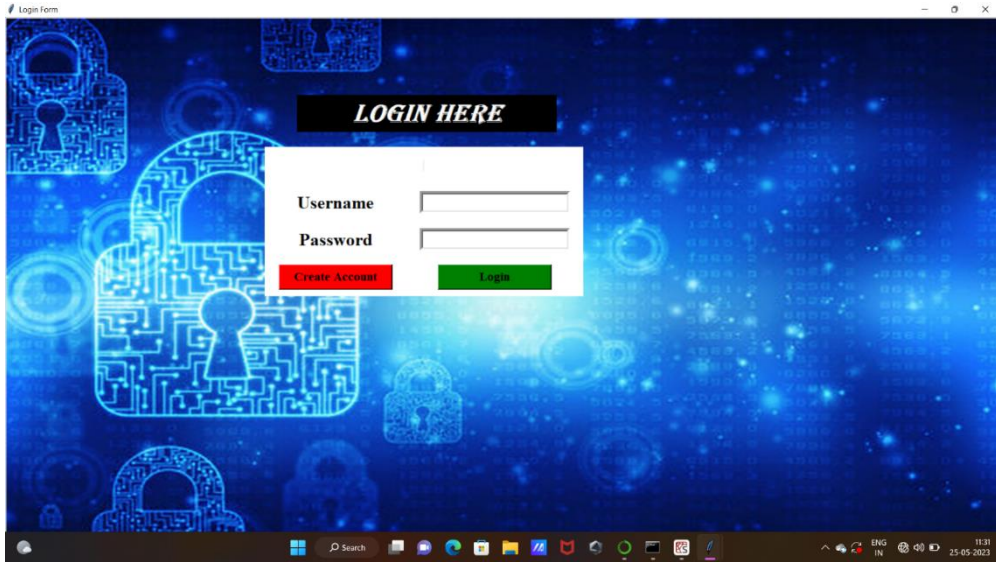 Login Form
LOGIN HERE
Username
Password
Create Account
Login
Search
ENG
IN
11:31
25-05-2023